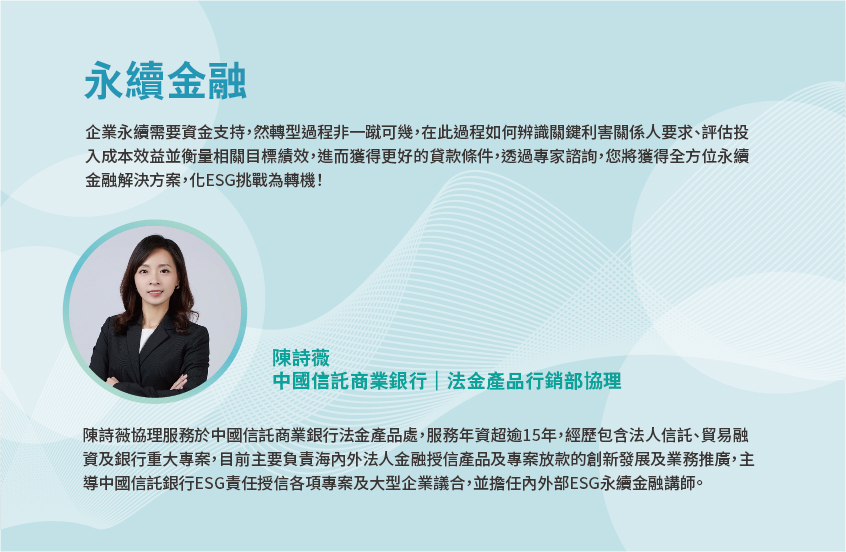 永續金融
企業永續需要資金支持，然轉型過程非一蹴可幾，在此過程如何辨識關鍵利害關係人要求、評估投
入成本效益並衡量相關目標績效，進而獲得更好的貸款條件，透過專家諮詢，您將獲得全方位永續
金融解決方案，化ESG挑戰為轉機！
陳詩薇
中國信託商業銀行｜法金產品行銷部協理
陳詩薇協理服務於中國信託商業銀行法金產品處，服務年資超逾15年，經歷包含法人信託、貿易融
資及銀行重大專案，目前主要負責海內外法人金融授信產品及專案放款的創新發展及業務推廣，主
導中國信託銀行ESG責任授信各項專案及大型企業議合，並擔任內外部ESG永續金融講師。